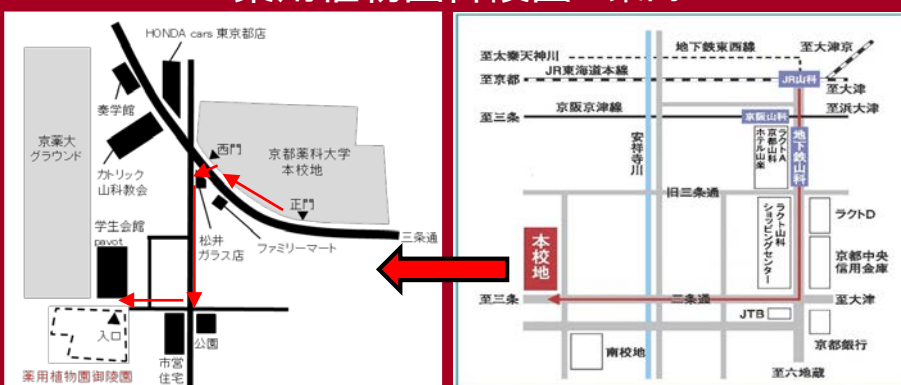 HONDA cars 東京都店
秦学館
京薬大
グラウンド
カトリック
山科教会
西門
京都薬科大学
本校地
正門
三条通
学生会館
pavot
松井
ガラス店
ファミリーマート
入口
薬用植物園御陵園
市営
住宅
公園
地下鉄東西線
至太秦天神川
至大津京
JR東海道本線
至京都
JR山科
至大津
京阪京津線
至三条
京阪山科
至浜大津
安祥寺川
ラクトA
京都山科
ホテル山楽
地下鉄山科
旧三条通
本校地
ラクト山科
ショッピングセンター
ラクトD
京都中央
信用金庫
至三条
三条通
至大津
JTB
南校地
京都銀行
至六地蔵